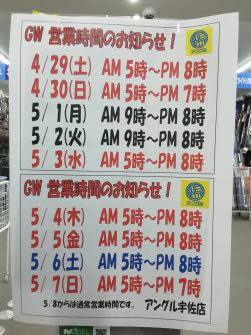 GW 営業時間のお知らせ！
4/29(土) AM 5時～PM 8時
4/30(日) AM 5時～PM 7時
5/ 1(月) AM 9時～PM 8時
5/ 2(火) AM 9時～PM 8時
5/ 3(水) AM 5時～PM 8時
GW 営業時間のお知らせ！
5/ 4(木) AM 5時～PM 8時
5/ 5(金) AM 5時～PM 8時
5/ 6(土) AM 5時～PM 8時
5/ 7(日) AM 5時～PM 7時
5/8からは通常営業時間です。 アングル宇佐店